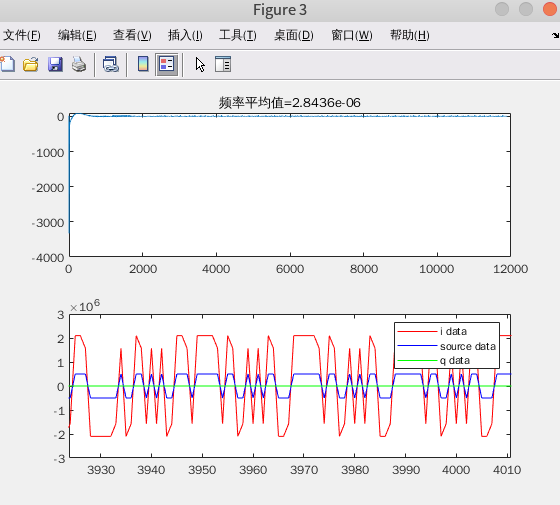 Figure 3
文件(F) 编辑(E) 查看(V) 插入(I) 工具(T) 桌面(D) 窗口(W) 帮助(H)
频率平均值=2.8436e-06
0
-1000
-2000
-3000
-4000
0 2000 4000 6000 8000 10000 12000
×10^6
3
2
1
0
-1
-2
-3
i data
source data
q data
3930 3940 3950 3960 3970 3980 3990 4000 4010